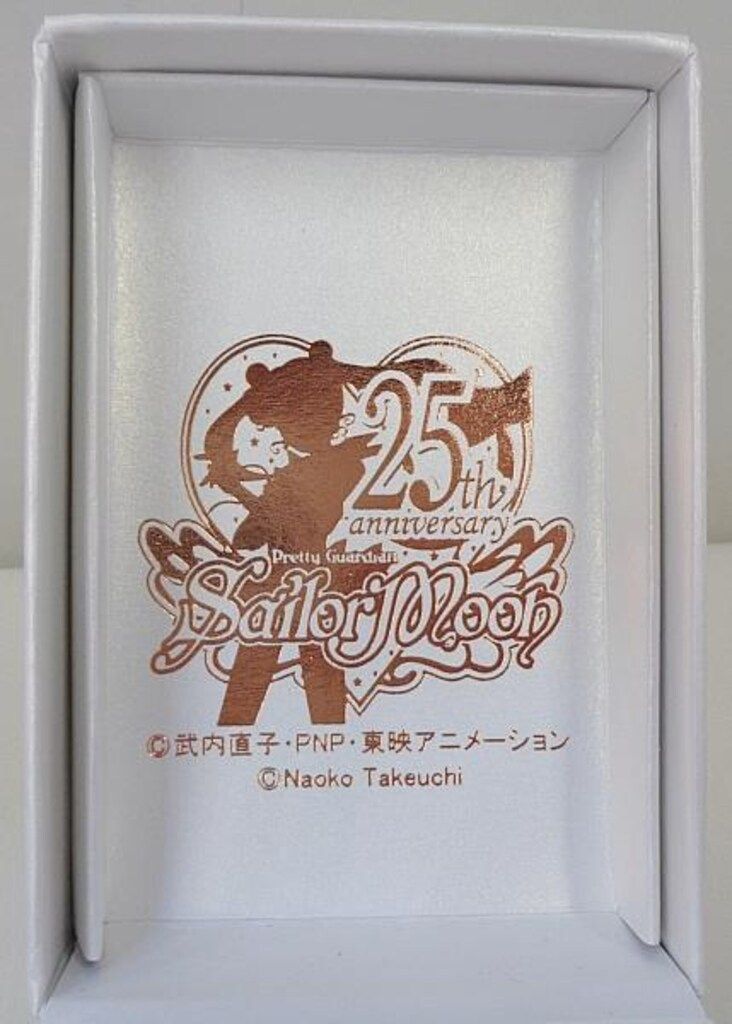 25th
anniversary
Pretty Guardian
Sailor Moon
©武内直子・PNP・東映アニメーション
©Naoko Takeuchi